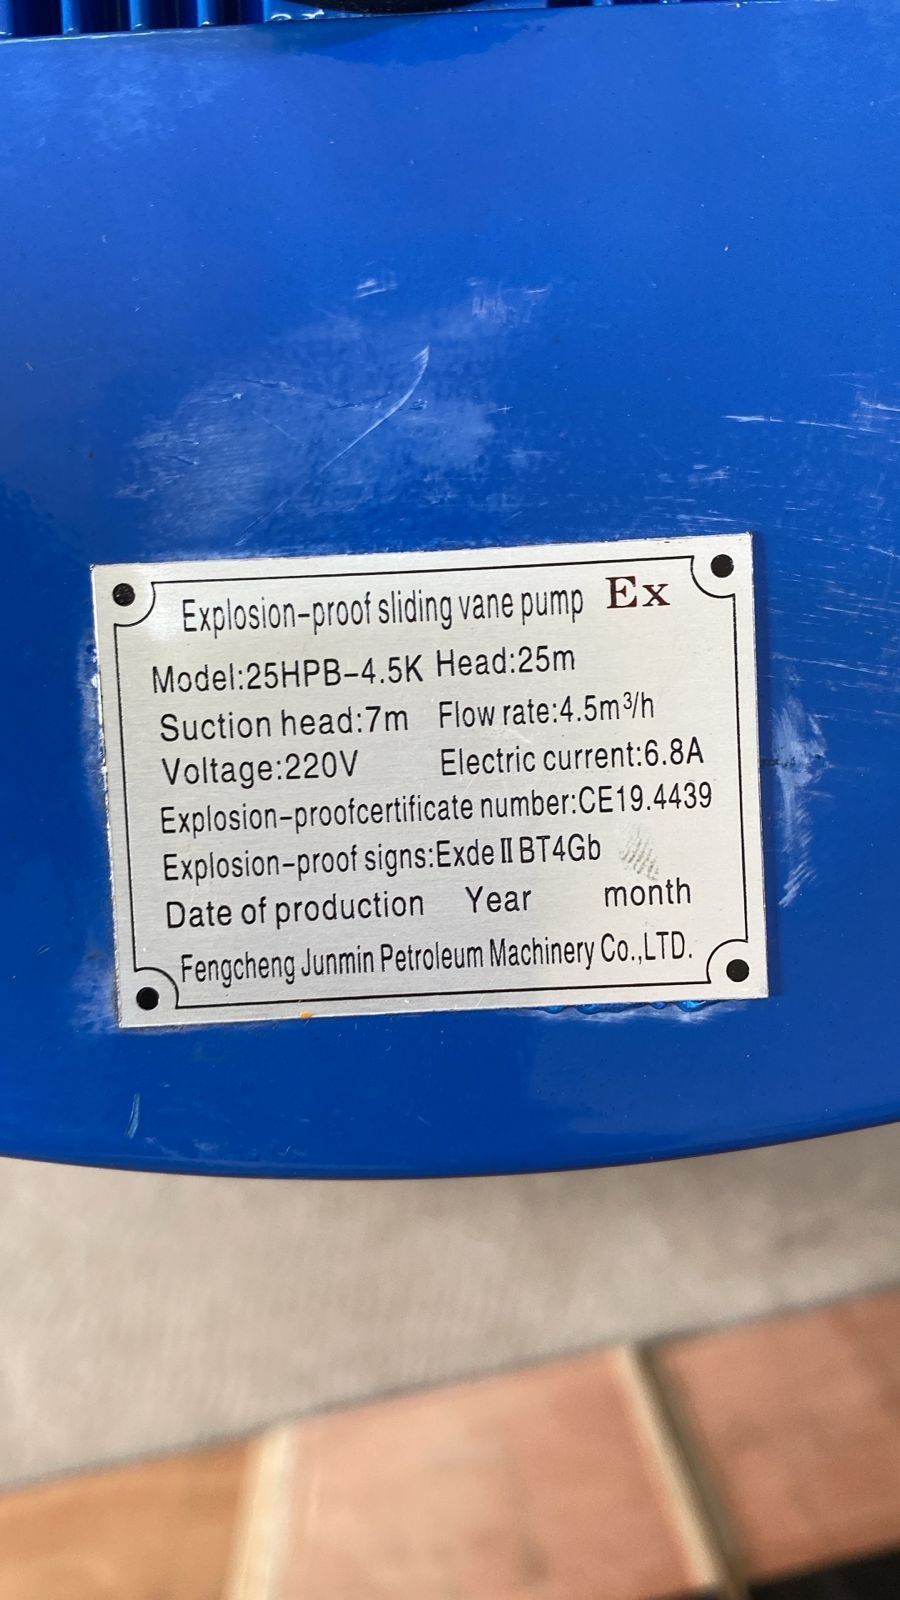 Explosion-proof sliding vane pump Ex
Model:25HPB-4.5K Head:25m
Suction head:7m Flow rate:4.5m³/h
Voltage:220V Electric current:6.8A
Explosion-proofcertificate number:CE19.4439
Explosion-proof signs:Exde II BT4Gb
Date of production Year month
Fengcheng Junmin Petroleum Machinery Co.,LTD.